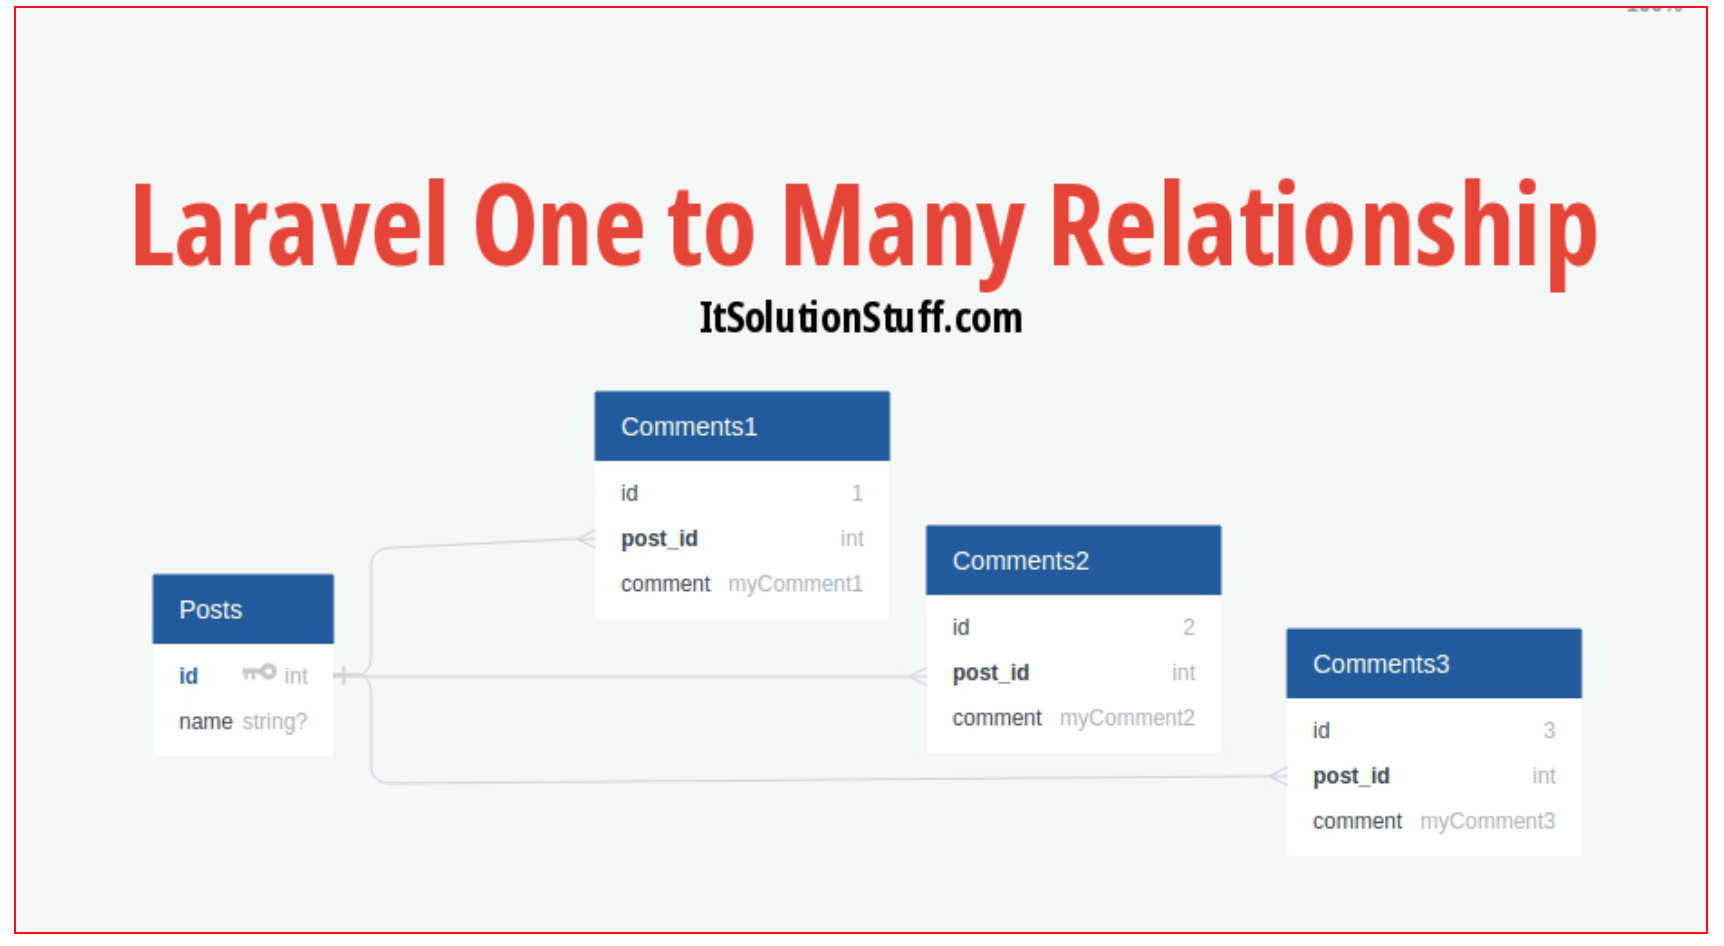 Laravel One to Many Relationship
ItSolutionStuff.com
Comments1
id 1
post_id int
comment myComment1
Comments2
id 2
post_id int
comment myComment2
Posts
id int
name string?
Comments3
id 3
post_id int
comment myComment3